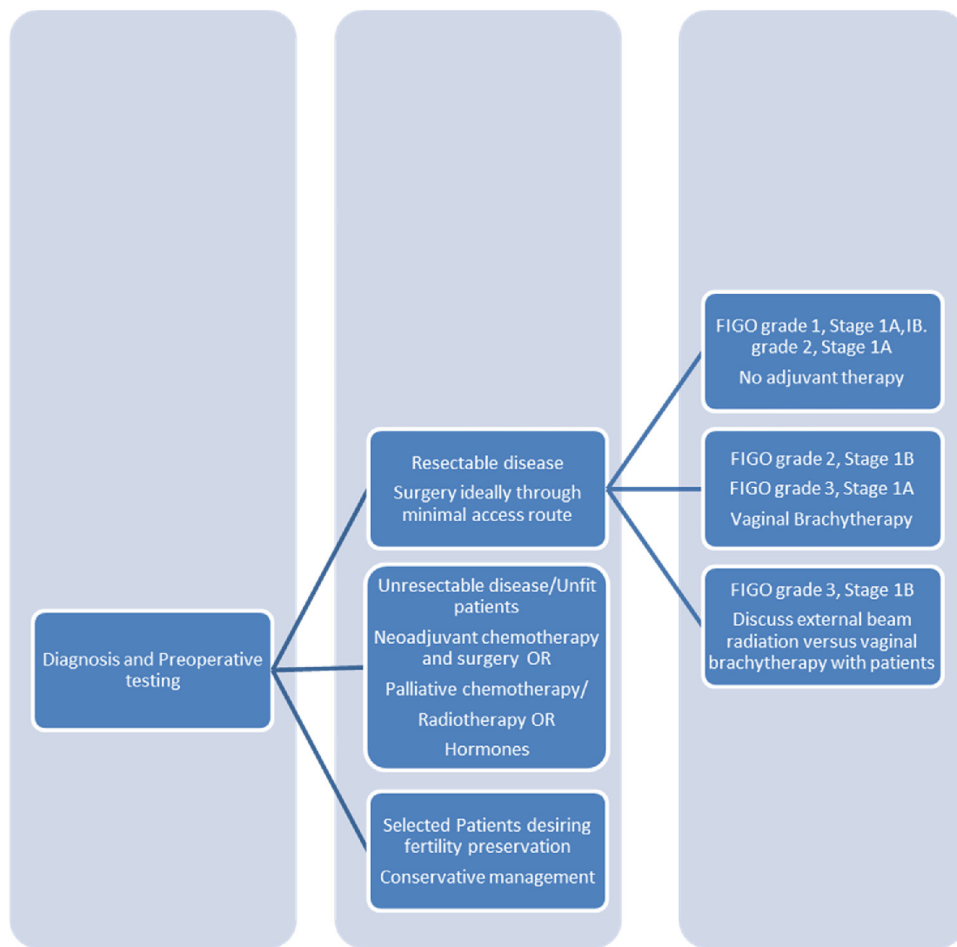 Diagnosis and Preoperative
testing
Resectable disease
Surgery ideally through
minimal access route
Unresectable disease/Unfit
patients
Neoadjuvant chemotherapy
and surgery OR
Palliative chemotherapy/
Radiotherapy OR
Hormones
Selected Patients desiring
fertility preservation
Conservative management
FIGO grade 1, Stage 1A,IB.
grade 2, Stage 1A
No adjuvant therapy
FIGO grade 2, Stage 1B
FIGO grade 3, Stage 1A
Vaginal Brachytherapy
FIGO grade 3, Stage 1B
Discuss external beam
radiation versus vaginal
brachytherapy with patients